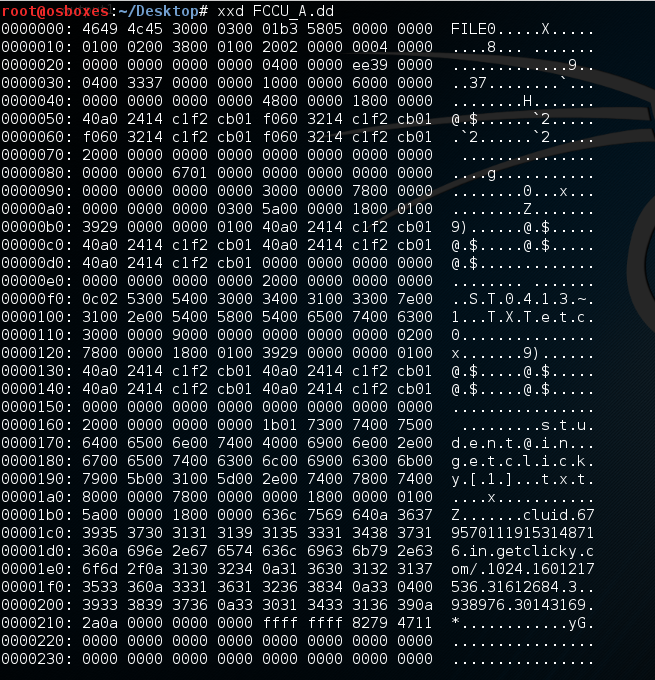 root@osboxes:~/Desktop# xxd FCCU_A.dd
0000000: 4649 4c45 3000 0300 01b3 5805 0000 0000  FILE0.....X.....
0000010: 0100 0200 3800 0100 2002 0000 0004 0000  ....8... .......
0000020: 0000 0000 0000 0000 0400 0000 ee39 0000  .............9..
0000030: 0400 3337 0000 0000 1000 0000 6000 0000  ..37........`...
0000040: 0000 0000 0000 0000 4800 0000 1800 0000  ........H.......
0000050: 40a0 2414 c1f2 cb01 f060 3214 c1f2 cb01  @.$......`2.....
0000060: f060 3214 c1f2 cb01 f060 3214 c1f2 cb01  .`2......`2.....
0000070: 2000 0000 0000 0000 0000 0000 0000 0000   ...............
0000080: 0000 0000 6701 0000 0000 0000 0000 0000  ....g...........
0000090: 0000 0000 0000 0000 3000 0000 7800 0000  ........0...x...
00000a0: 0000 0000 0000 0300 5a00 0000 1800 0100  ........Z.......
00000b0: 3929 0000 0000 0100 40a0 2414 c1f2 cb01  9)......@.$.....
00000c0: 40a0 2414 c1f2 cb01 40a0 2414 c1f2 cb01  @.$.....@.$.....
00000d0: 40a0 2414 c1f2 cb01 0000 0000 0000 0000  @.$.............
00000e0: 0000 0000 0000 0000 2000 0000 0000 0000  ........ .......
00000f0: 0c02 5300 5400 3000 3400 3100 3300 7e00  ..S.T.0.4.1.3.~.
0000100: 3100 2e00 5400 5800 5400 6500 7400 6300  1...T.X.T.e.t.c.
0000110: 3000 0000 9000 0000 0000 0000 0000 0200  0...............
0000120: 7800 0000 1800 0100 3929 0000 0000 0100  x.......9)......
0000130: 40a0 2414 c1f2 cb01 40a0 2414 c1f2 cb01  @.$.....@.$.....
0000140: 40a0 2414 c1f2 cb01 40a0 2414 c1f2 cb01  @.$.....@.$.....
0000150: 0000 0000 0000 0000 0000 0000 0000 0000  ................
0000160: 2000 0000 0000 0000 1b01 7300 7400 7500   .........s.t.u.
0000170: 6400 6500 6e00 7400 4000 6900 6e00 2e00  d.e.n.t.@.i.n...
0000180: 6700 6500 7400 6300 6c00 6900 6300 6b00  g.e.t.c.l.i.c.k.
0000190: 7900 5b00 3100 5d00 2e00 7400 7800 7400  y.[.1.]...t.x.t.
00001a0: 8000 0000 7800 0000 0000 1800 0000 0100  ....x...........
00001b0: 5a00 0000 1800 0000 636c 7569 640a 3637  Z.......cluid.67
00001c0: 3935 3730 3131 3139 3135 3331 3438 3731  9570111915314871
00001d0: 360a 696e 2e67 6574 636c 6963 6b79 2e63  6.in.getclicky.c
00001e0: 6f6d 2f0a 3130 3234 0a31 3630 3132 3137  om/.1024.1601217
00001f0: 3533 360a 3331 3631 3236 3834 0a33 0400  536.31612684.3..
0000200: 3933 3839 3736 0a33 3031 3433 3136 390a  938976.30143169.
0000210: 2a0a 0000 0000 0000 ffff ffff 8279 4711  *............yG.
0000220: 0000 0000 0000 0000 0000 0000 0000 0000  ................
0000230: 0000 0000 0000 0000 0000 0000 0000 0000  ................